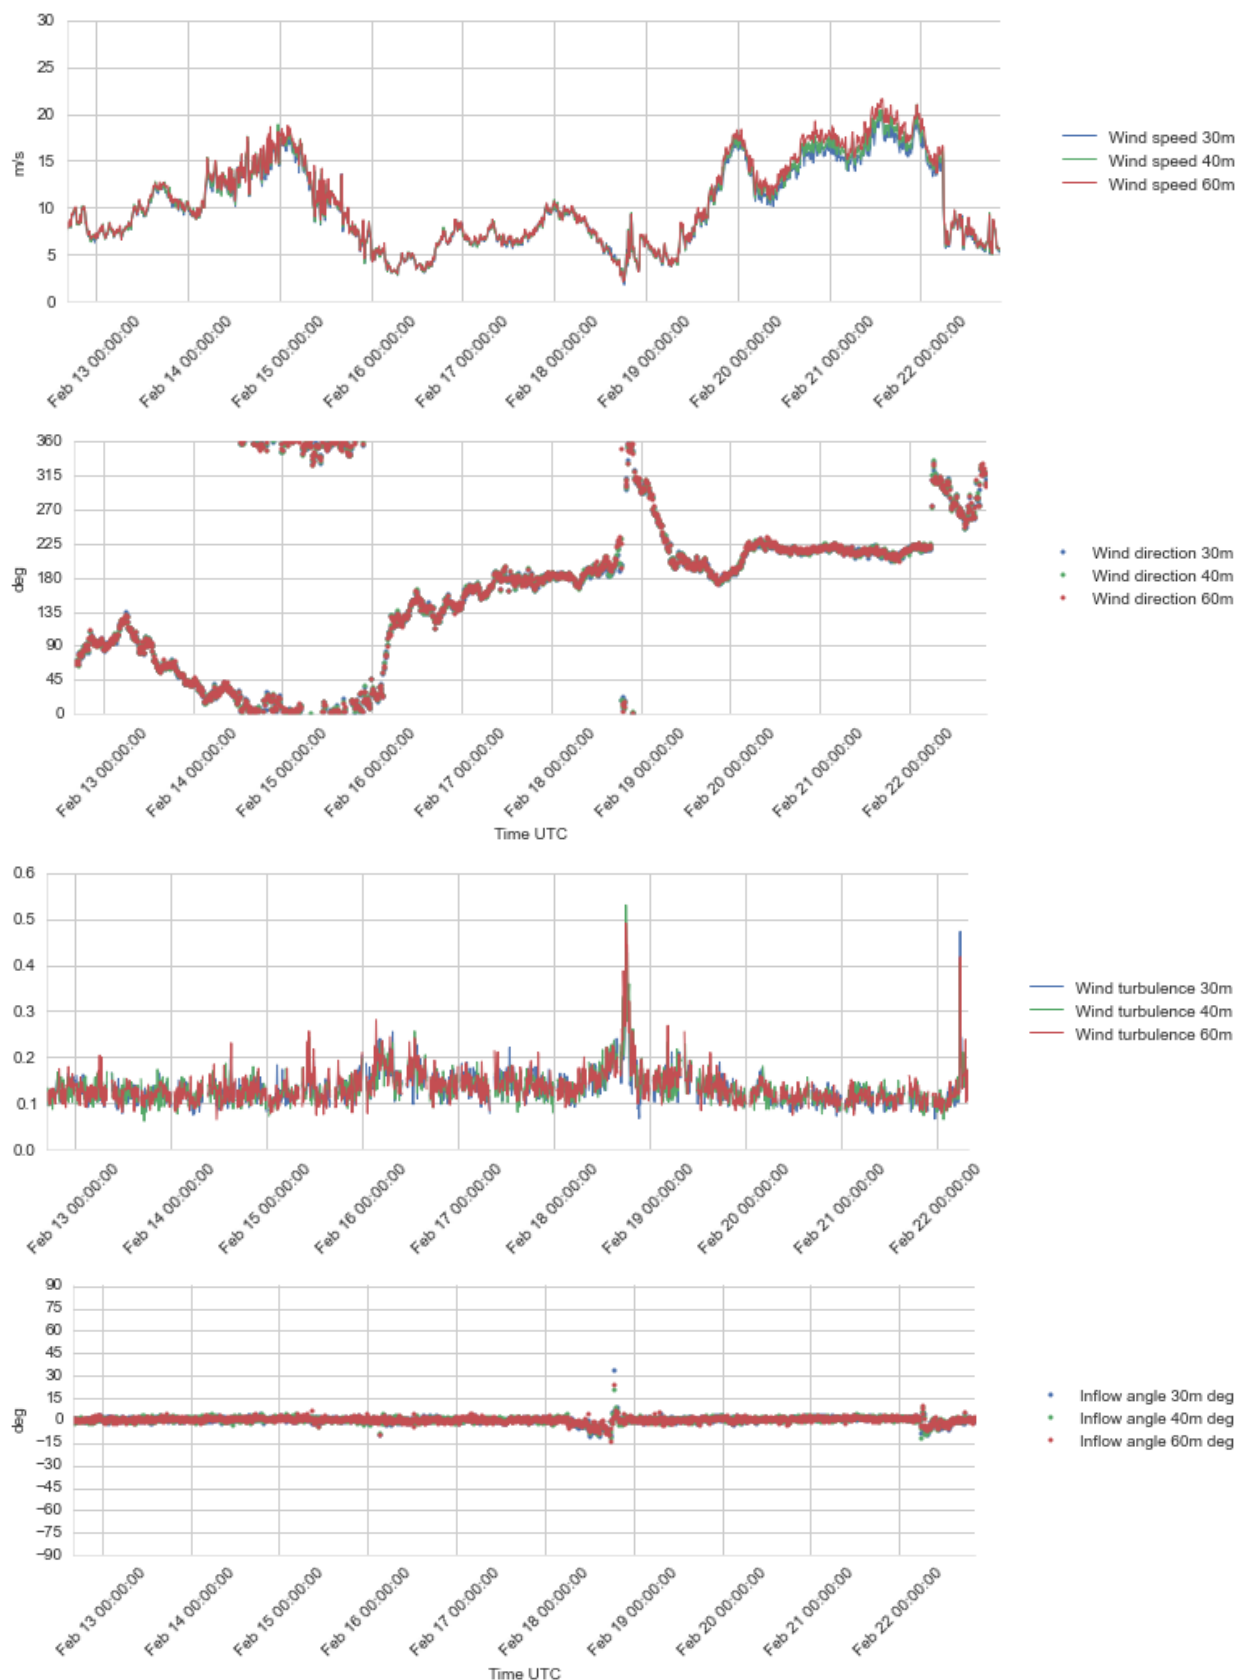 30
25
20
15
10
5
0
m/s
Feb 13 00:00:00
Feb 14 00:00:00
Feb 15 00:00:00
Feb 16 00:00:00
Feb 17 00:00:00
Feb 18 00:00:00
Feb 19 00:00:00
Feb 20 00:00:00
Feb 21 00:00:00
Feb 22 00:00:00
Wind speed 30m
Wind speed 40m
Wind speed 60m
360
315
270
225
180
135
90
45
0
deg
Feb 13 00:00:00
Feb 14 00:00:00
Feb 15 00:00:00
Feb 16 00:00:00
Feb 17 00:00:00
Feb 18 00:00:00
Feb 19 00:00:00
Feb 20 00:00:00
Feb 21 00:00:00
Feb 22 00:00:00
Time UTC
Wind direction 30m
Wind direction 40m
Wind direction 60m
0.6
0.5
0.4
0.3
0.2
0.1
0.0
Feb 13 00:00:00
Feb 14 00:00:00
Feb 15 00:00:00
Feb 16 00:00:00
Feb 17 00:00:00
Feb 18 00:00:00
Feb 19 00:00:00
Feb 20 00:00:00
Feb 21 00:00:00
Feb 22 00:00:00
Wind turbulence 30m
Wind turbulence 40m
Wind turbulence 60m
90
75
60
45
30
15
0
−15
−30
−45
−60
−75
−90
deg
Feb 13 00:00:00
Feb 14 00:00:00
Feb 15 00:00:00
Feb 16 00:00:00
Feb 17 00:00:00
Feb 18 00:00:00
Feb 19 00:00:00
Feb 20 00:00:00
Feb 21 00:00:00
Feb 22 00:00:00
Time UTC
Inflow angle 30m deg
Inflow angle 40m deg
Inflow angle 60m deg